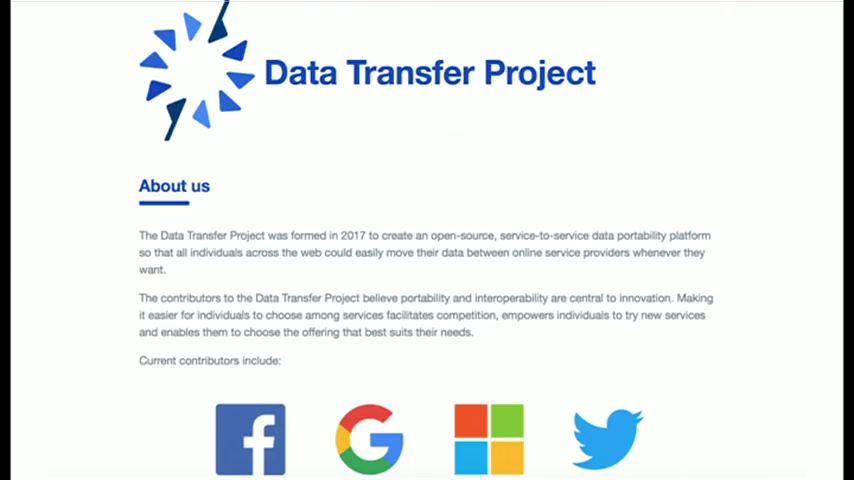 Data Transfer Project
About us
The Data Transfer Project was formed in 2017 to create an open-source, service-to-service data portability platform
so that all individuals across the web could easily move their data between online service providers whenever they
want.
The contributors to the Data Transfer Project believe portability and interoperability are central to innovation. Making
it easier for individuals to choose among services facilitates competition, empowers individuals to try new services
and enables them to choose the offering that best suits their needs.
Current contributors include: